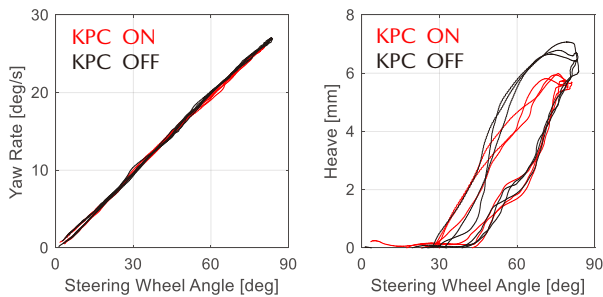 KPC ON
KPC OFF
30
20
10
0
Yaw Rate [deg/s]
0 30 60 90
Steering Wheel Angle [deg]
KPC ON
KPC OFF
8
6
4
2
0
Heave [mm]
0 30 60 90
Steering Wheel Angle [deg]